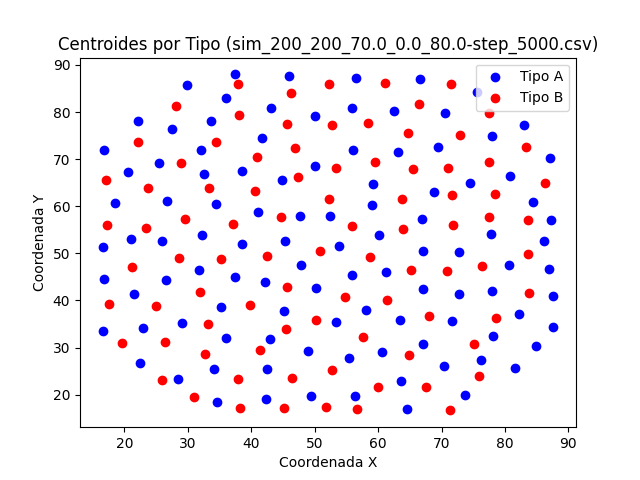 Centroides por Tipo (sim_200_200_70.0_0.0_80.0-step_5000.csv)
Tipo A
Tipo B
90
80
70
60
50
40
30
20
Coordenada Y
20 30 40 50 60 70 80 90
Coordenada X